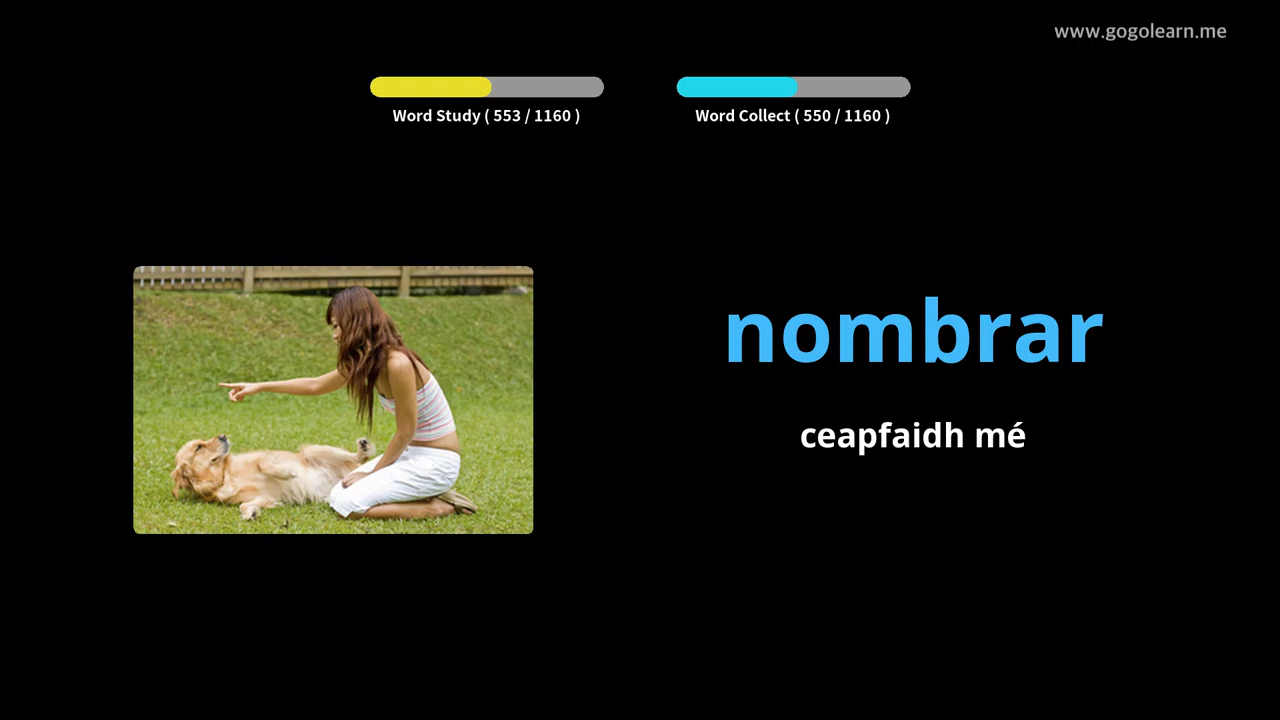 www.gogolearn.me
Word Study ( 553 / 1160 )
Word Collect ( 550 / 1160 )
nombrar
ceapfaidh mé